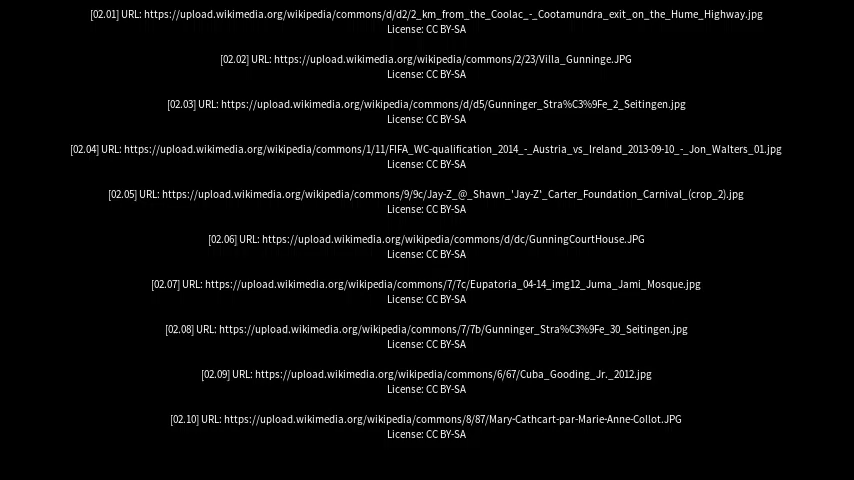 [02.01] URL: https://upload.wikimedia.org/wikipedia/commons/d/d2/2_km_from_the_Coolac_-_Cootamundra_exit_on_the_Hume_Highway.jpg
License: CC BY-SA
[02.02] URL: https://upload.wikimedia.org/wikipedia/commons/2/23/Villa_Gunninge.JPG
License: CC BY-SA
[02.03] URL: https://upload.wikimedia.org/wikipedia/commons/d/d5/Gunninger_Stra%C3%9Fe_2_Seitingen.jpg
License: CC BY-SA
[02.04] URL: https://upload.wikimedia.org/wikipedia/commons/1/11/FIFA_WC-qualification_2014_-_Austria_vs_Ireland_2013-09-10_-_Jon_Walters_01.jpg
License: CC BY-SA
[02.05] URL: https://upload.wikimedia.org/wikipedia/commons/9/9c/Jay-Z_@_Shawn_'Jay-Z'_Carter_Foundation_Carnival_(crop_2).jpg
License: CC BY-SA
[02.06] URL: https://upload.wikimedia.org/wikipedia/commons/d/dc/GunningCourtHouse.JPG
License: CC BY-SA
[02.07] URL: https://upload.wikimedia.org/wikipedia/commons/7/7c/Eupatoria_04-14_img12_Juma_Jami_Mosque.jpg
License: CC BY-SA
[02.08] URL: https://upload.wikimedia.org/wikipedia/commons/7/7b/Gunninger_Stra%C3%9Fe_30_Seitingen.jpg
License: CC BY-SA
[02.09] URL: https://upload.wikimedia.org/wikipedia/commons/6/67/Cuba_Gooding_Jr._2012.jpg
License: CC BY-SA
[02.10] URL: https://upload.wikimedia.org/wikipedia/commons/8/87/Mary-Cathcart-par-Marie-Anne-Collot.JPG
License: CC BY-SA